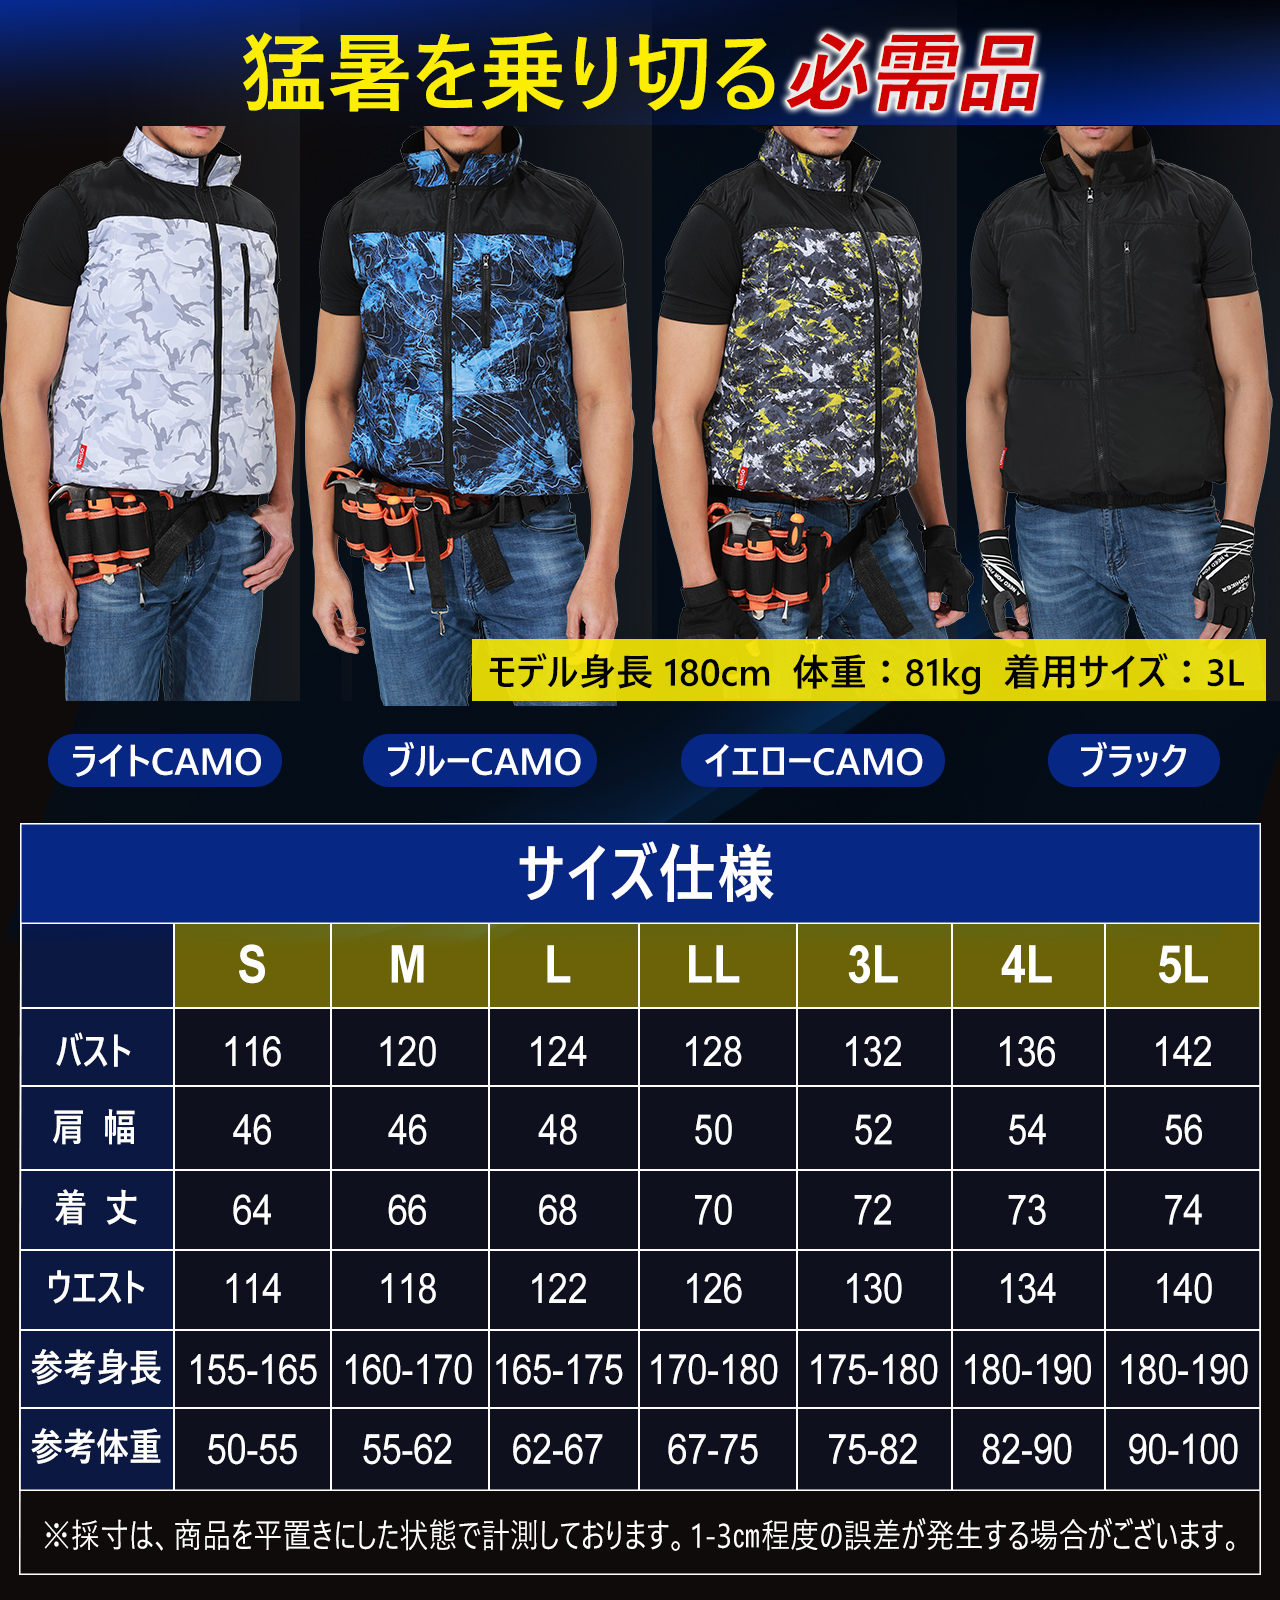 猛暑を乗り切る必需品
モデル身長 180cm 体重：81kg 着用サイズ：3L
ライトCAMO ブルーCAMO イエローCAMO ブラック
サイズ仕様
S M L LL 3L 4L 5L
バスト 116 120 124 128 132 136 142
肩 幅 46 46 48 50 52 54 56
着 丈 64 66 68 70 72 73 74
ウエスト 114 118 122 126 130 134 140
参考身長 155-165 160-170 165-175 170-180 175-180 180-190 180-190
参考体重 50-55 55-62 62-67 67-75 75-82 82-90 90-100
※採寸は、商品を平置きにした状態で計測しております。1-3㎝程度の誤差が発生する場合がございます。